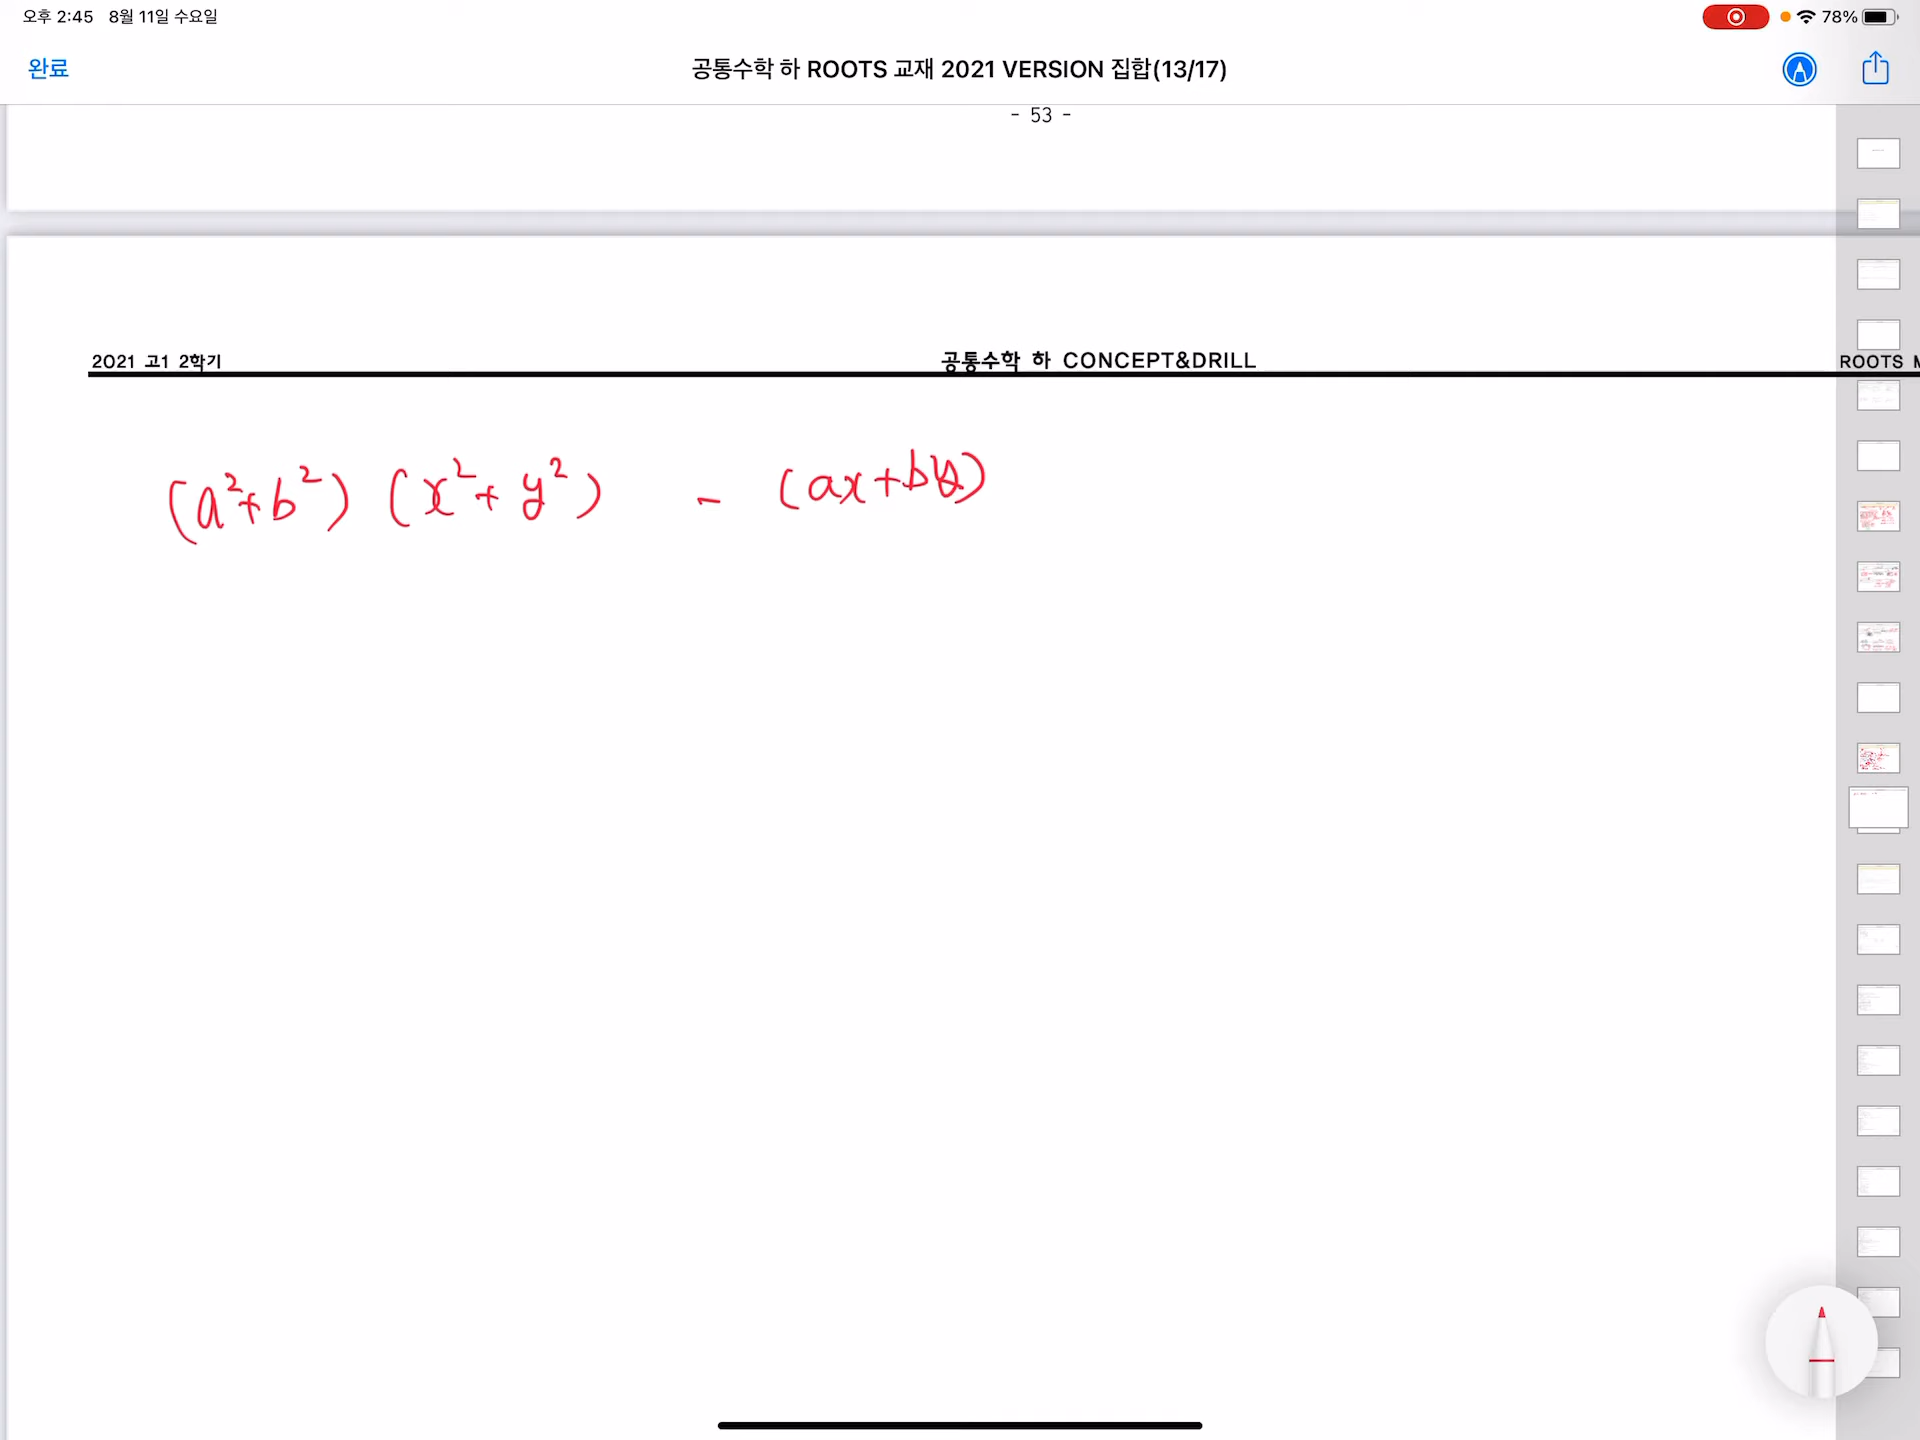 오후 2:45 8월 11일 수요일 78%
완료 공통수학 하 ROOTS 교재 2021 VERSION 집합(13/17)
- 53 -
2021 고1 2학기 공통수학 하 CONCEPT&DRILL ROOTS M
(a²+b²) (x²+y²) - (ax+by)